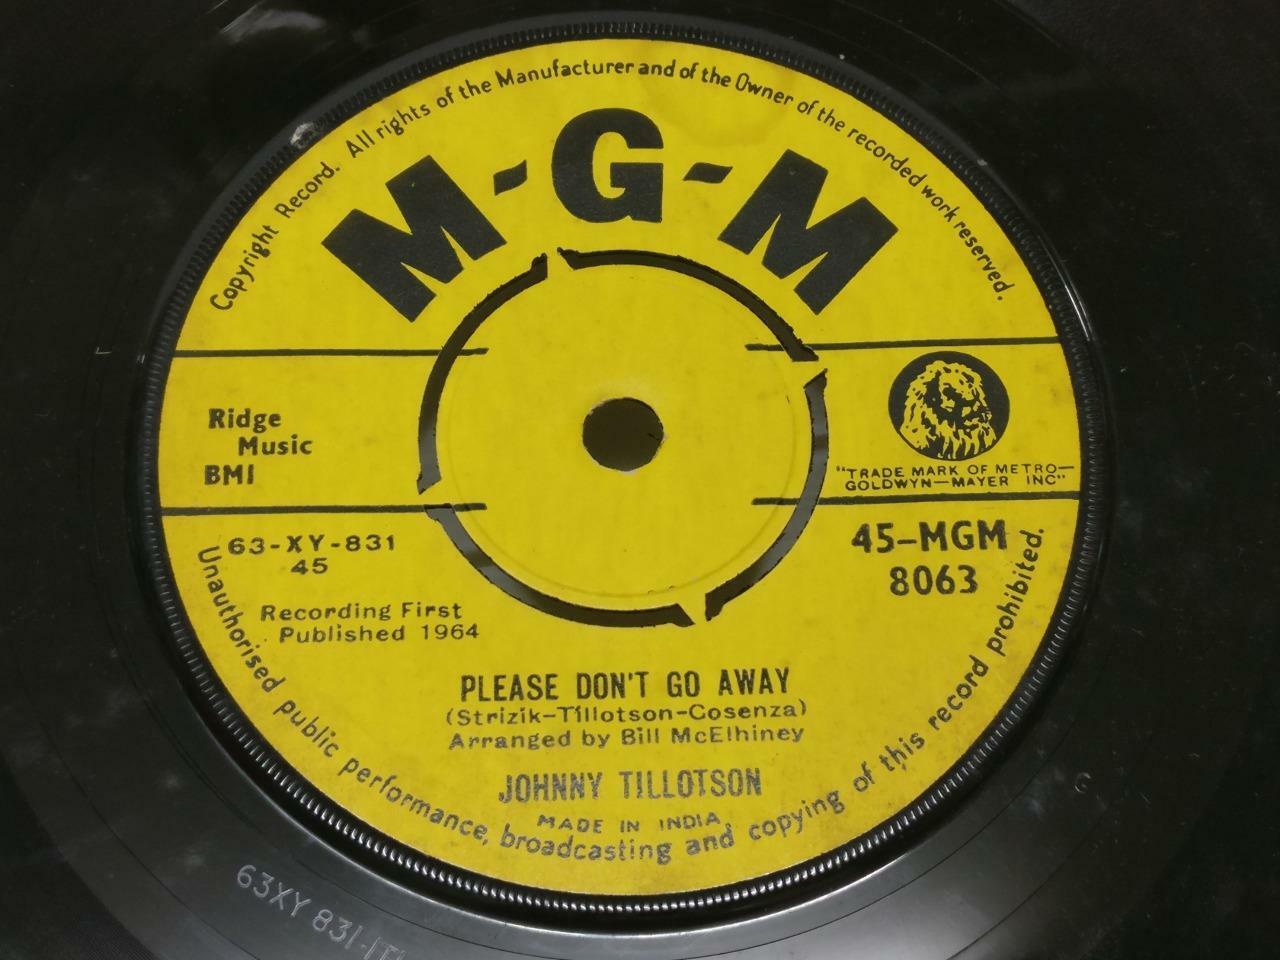 Copyright Record. All rights of the Manufacturer and of the Owner of the recorded work reserved.
M-G-M
Ridge
Music
BMI
"TRADE MARK OF METRO—
GOLDWYN—MAYER INC"
63-XY-831
45
45-MGM
8063
Recording First
Published 1964
PLEASE DON'T GO AWAY
(Strizik-Tillotson-Cosenza)
Arranged by Bill McElhiney
JOHNNY TILLOTSON
MADE IN INDIA
Unauthorised public performance, broadcasting and copying of this record prohibited.
63XY 831-1T